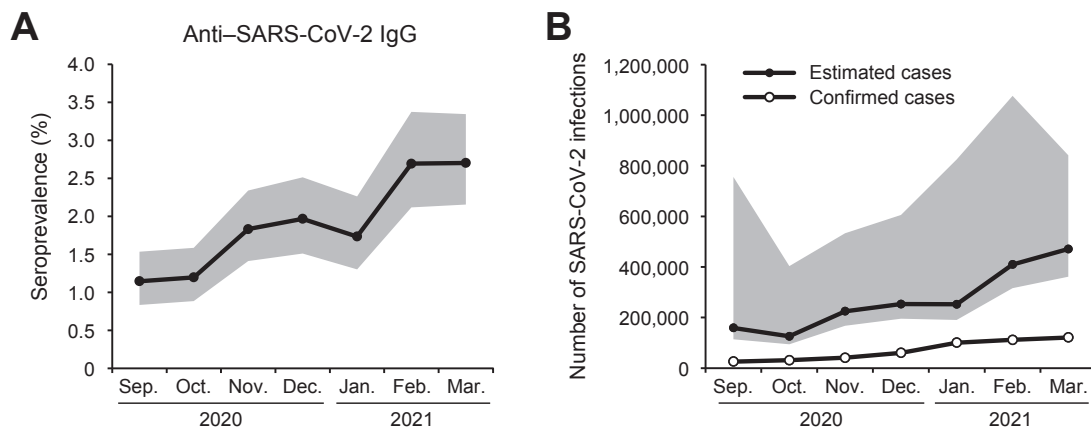 A
Anti–SARS-CoV-2 IgG
Seroprevalence (%)
4.0
3.5
3.0
2.5
2.0
1.5
1.0
0.5
0
Sep. Oct. Nov. Dec. Jan. Feb. Mar.
2020 2021
B
Number of SARS-CoV-2 infections
1,200,000
1,000,000
800,000
600,000
400,000
200,000
0
Estimated cases
Confirmed cases
Sep. Oct. Nov. Dec. Jan. Feb. Mar.
2020 2021